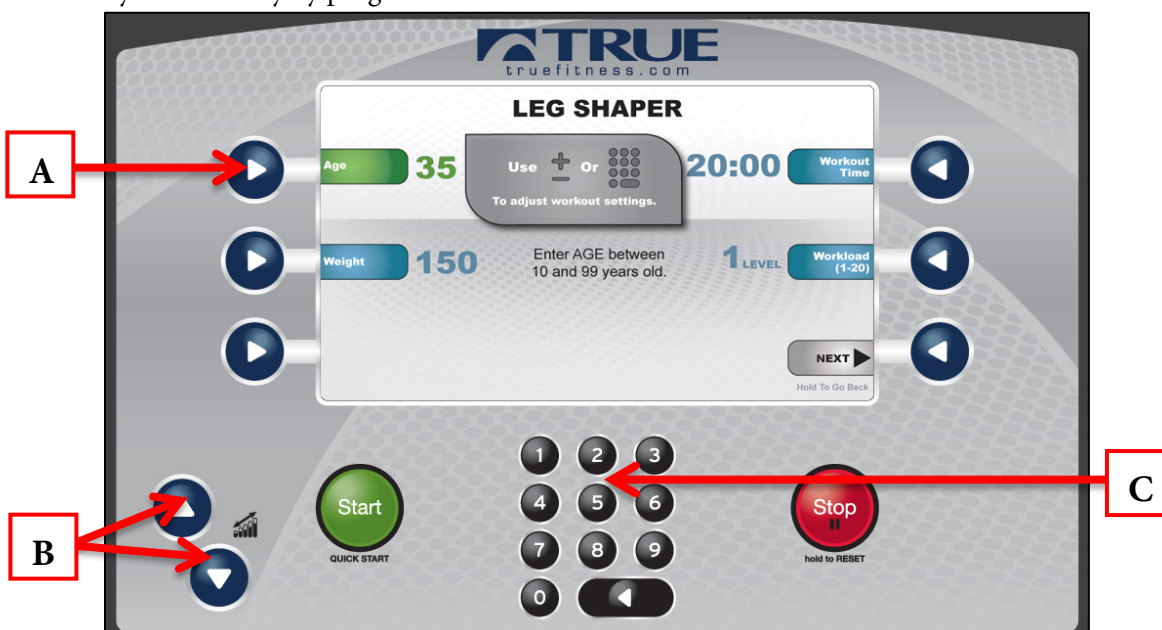 TRUE
truefitness.com
LEG SHAPER
A
Age 35
Use + - Or
To adjust workout settings.
20:00 Workout Time
Weight 150
Enter AGE between
10 and 99 years old.
1 LEVEL Workload (1-20)
NEXT
Hold To Go Back
1 2 3
C
B
Start
QUICK START
4 5 6
Stop
hold to RESET
7 8 9
0